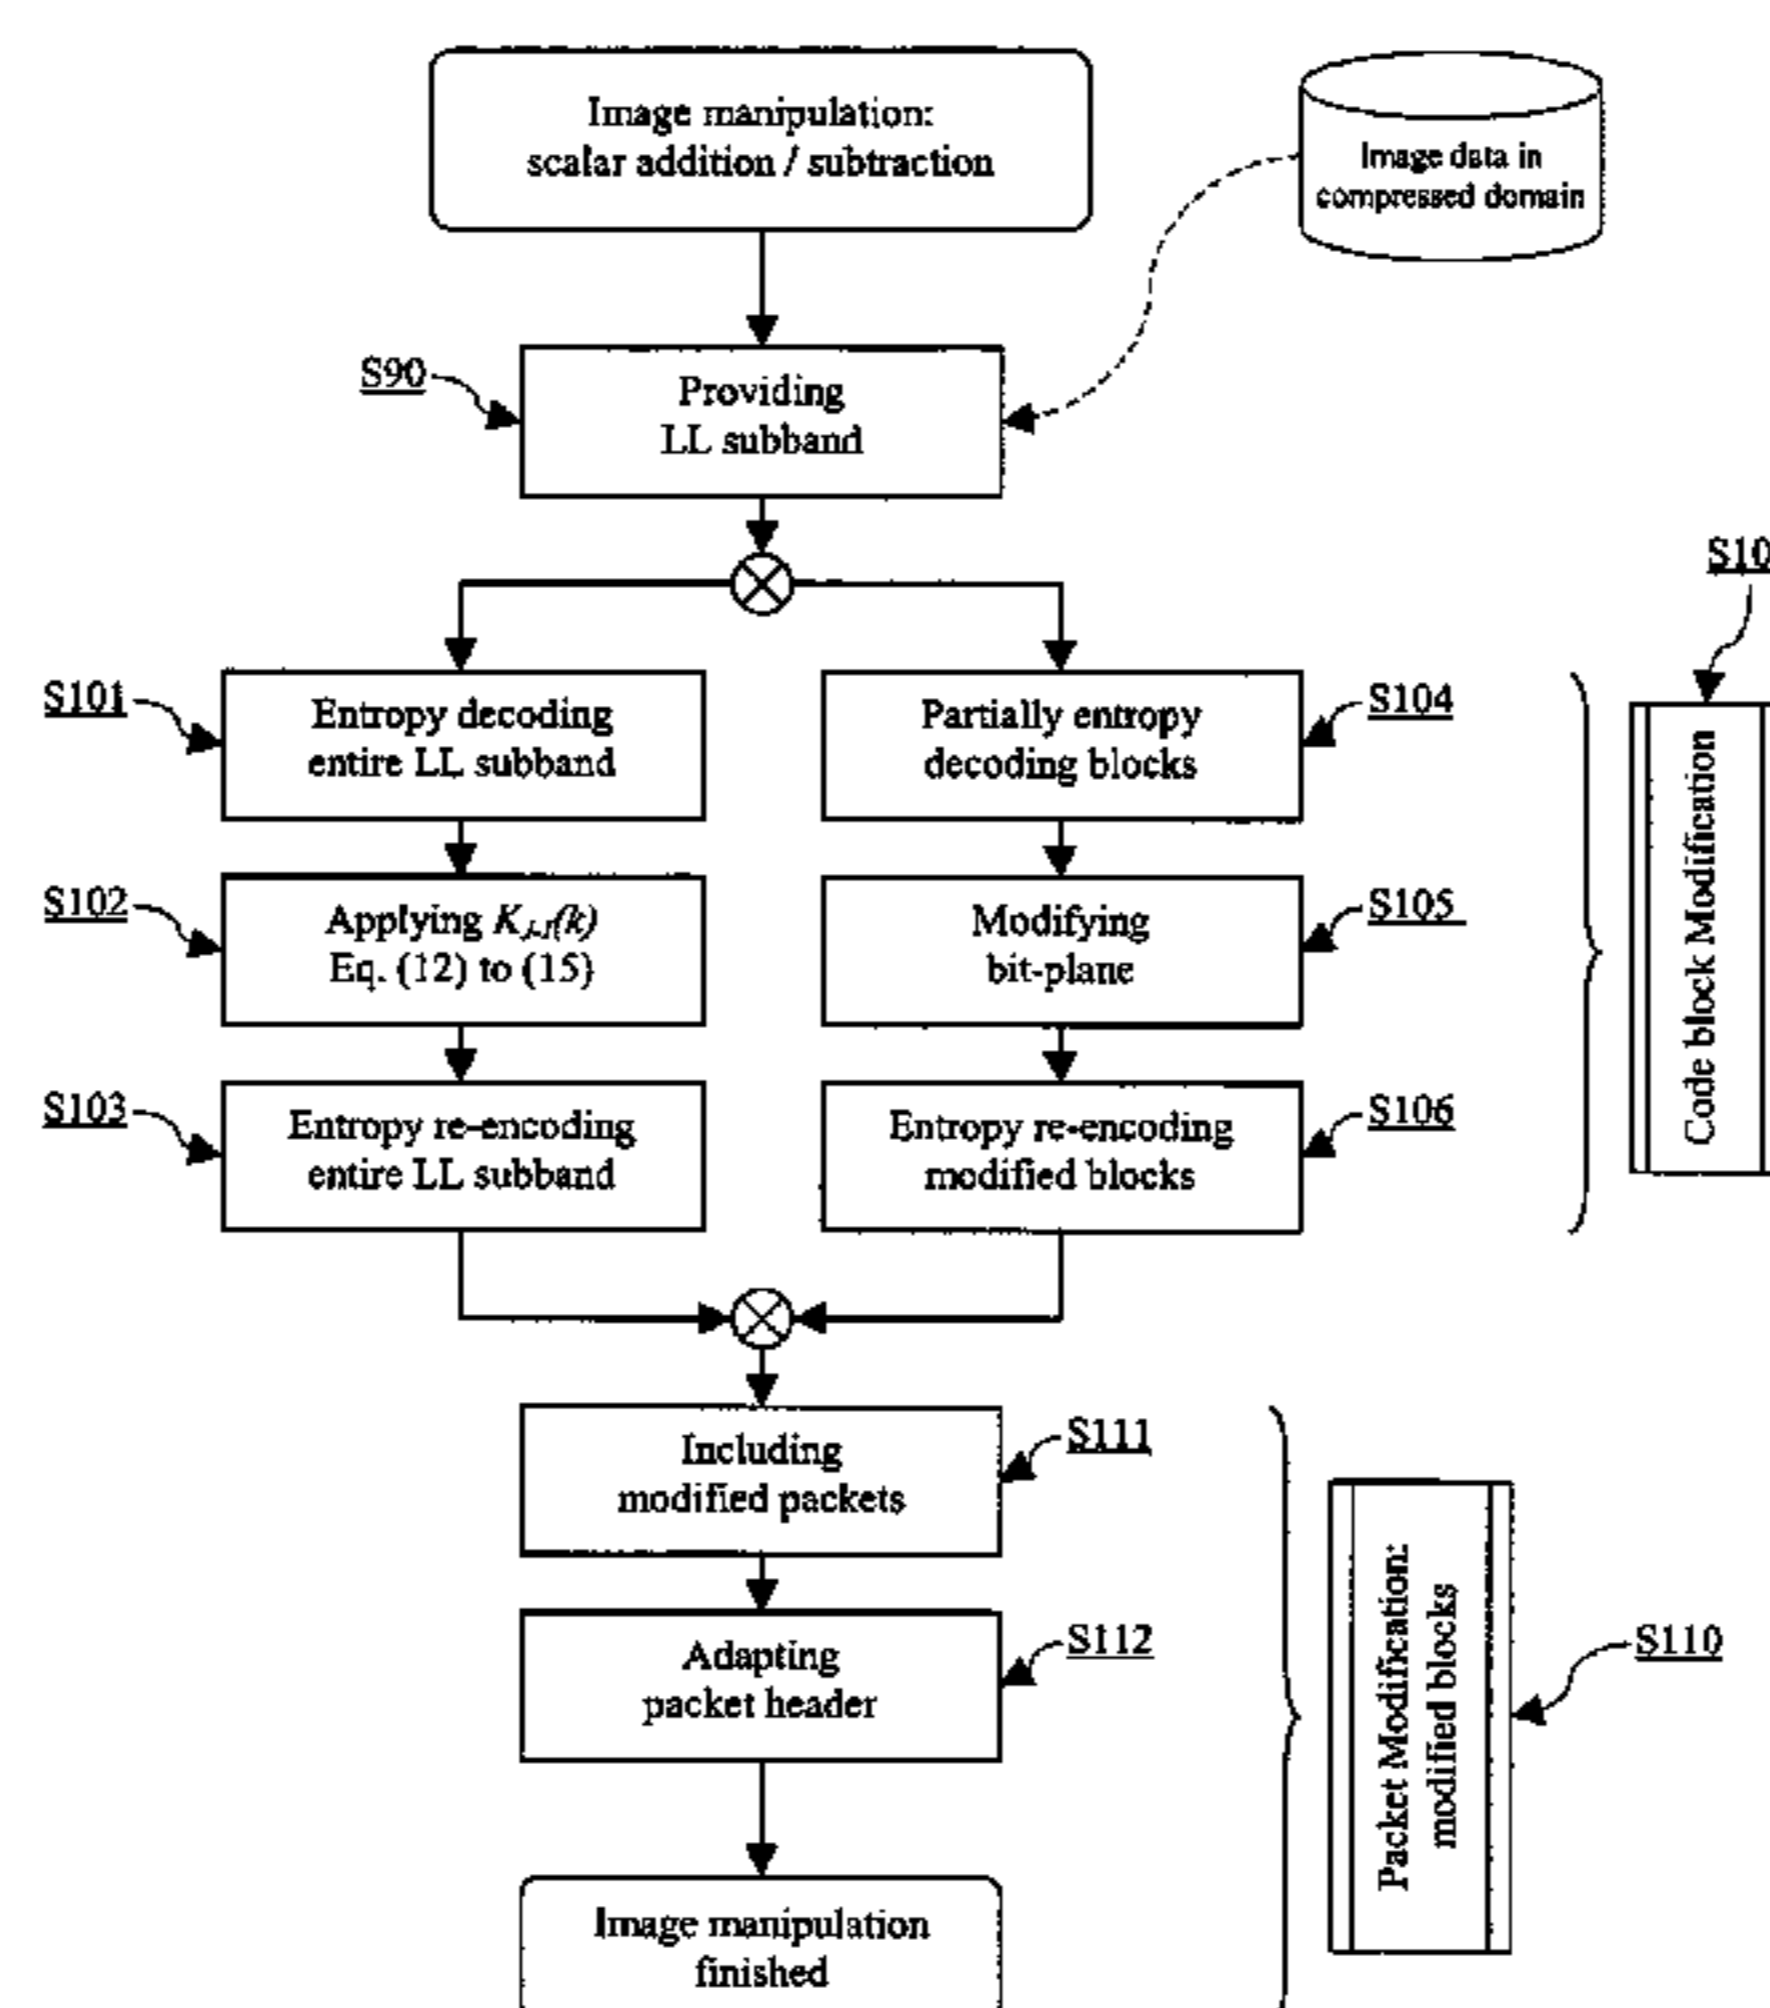 Image manipulation:
scalar addition / subtraction
Image data in
compressed domain
S90
Providing
LL subband
S10
S101
Entropy decoding
entire LL subband
Partially entropy
decoding blocks
S104
Code block Modification
S102
Applying
Eq. (12) to (15)
Modifying
bit-plane
S105
S103
Entropy re-encoding
entire LL subband
Entropy re-encoding
modified blocks
S106
Including
modified packets
S111
Adapting
packet header
S112
Packet Modification:
modified blocks
S110
Image manipulation
finished